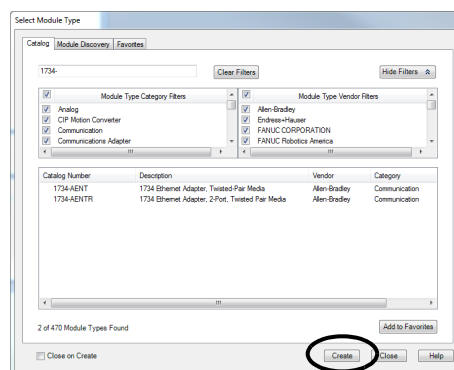 Select Module Type
Catalog Module Discovery Favorites
1734-
Clear Filters
Hide Filters
Module Type Category Filters
Module Type Vendor Filters
Analog
CIP Motion Converter
Communication
Communications Adapter
Allen-Bradley
Endress+Hauser
FANUC CORPORATION
FANUC Robotics America
Catalog Number Description Vendor Category
1734-AENT 1734 Ethernet Adapter, Twisted-Pair Media Allen-Bradley Communication
1734-AENTR 1734 Ethernet Adapter, 2-Port, Twisted Pair Media Allen-Bradley Communication
2 of 470 Module Types Found
Add to Favorites
Close on Create
Create Close Help